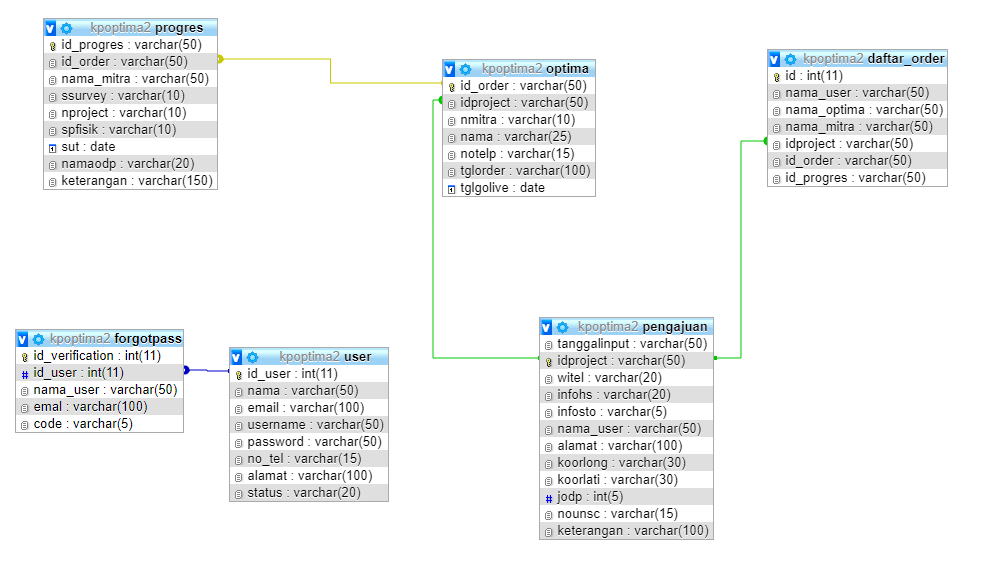 kpoptima2 progres
id_progres : varchar(50)
id_order : varchar(50)
nama_mitra : varchar(50)
ssurvey : varchar(10)
nproject : varchar(10)
spfisik : varchar(10)
sut : date
namaodp : varchar(20)
keterangan : varchar(150)
kpoptima2 optima
id_order : varchar(50)
idproject : varchar(50)
nmitra : varchar(10)
nama : varchar(25)
notelp : varchar(15)
tglorder : varchar(100)
tglgolive : date
kpoptima2 daftar_order
id : int(11)
nama_user : varchar(50)
nama_optima : varchar(50)
nama_mitra : varchar(50)
idproject : varchar(50)
id_order : varchar(50)
id_progres : varchar(50)
kpoptima2 forgotpass
id_verification : int(11)
id_user : int(11)
nama_user : varchar(50)
emal : varchar(100)
code : varchar(5)
kpoptima2 user
id_user : int(11)
nama : varchar(50)
email : varchar(100)
username : varchar(50)
password : varchar(50)
no_tel : varchar(15)
alamat : varchar(100)
status : varchar(20)
kpoptima2 pengajuan
tanggalinput : varchar(50)
idproject : varchar(50)
witel : varchar(20)
infohs : varchar(20)
infosto : varchar(5)
nama_user : varchar(50)
alamat : varchar(100)
koorlong : varchar(30)
koorlati : varchar(30)
jodp : int(5)
nounsc : varchar(15)
keterangan : varchar(100)